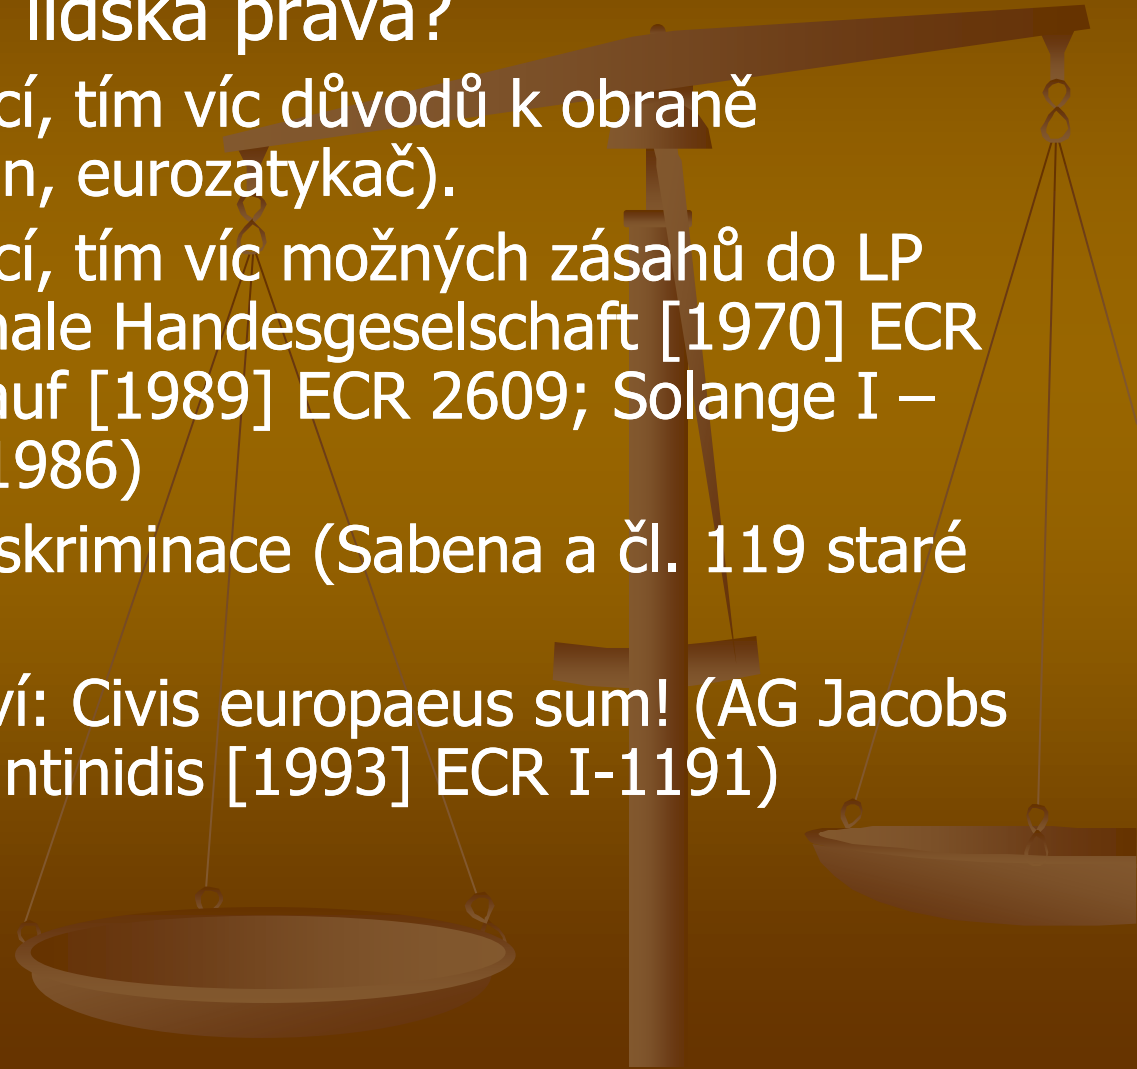 lidská práva?
cí, tím víc důvodů k obraně
n, eurozatykač).
cí, tím víc možných zásahů do LP
nale Handesgeselschaft [1970] ECR
auf [1989] ECR 2609; Solange I –
1986)
skriminace (Sabena a čl. 119 staré
ví: Civis europaeus sum! (AG Jacobs
ntinidis [1993] ECR I-1191)